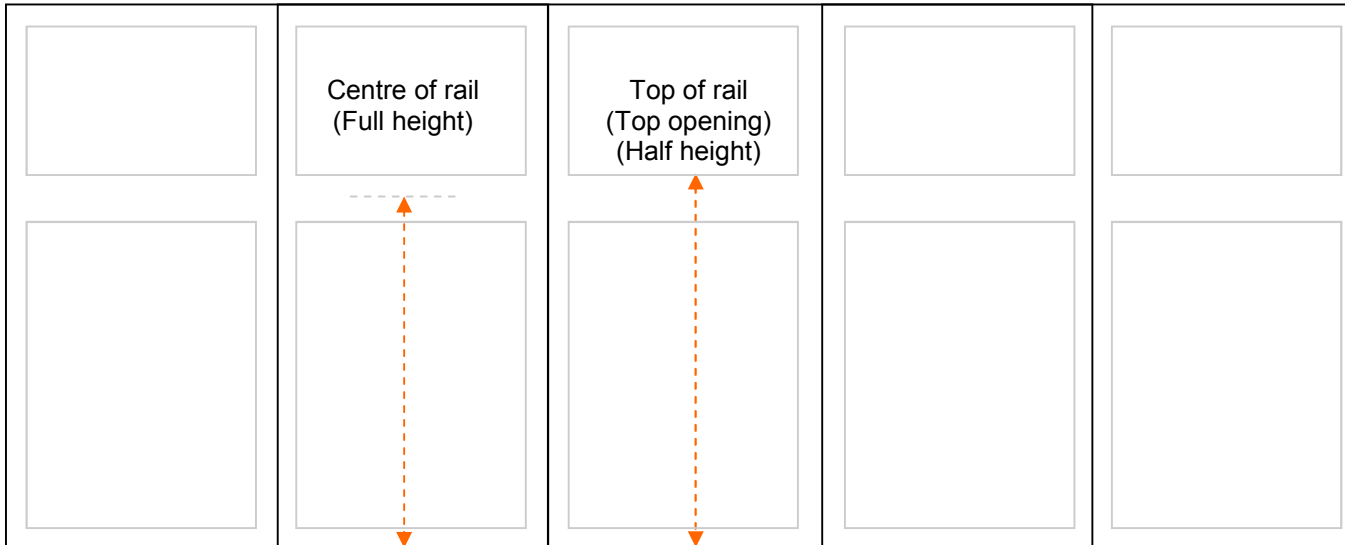 Centre of rail
(Full height)
Top of rail
(Top opening)
(Half height)